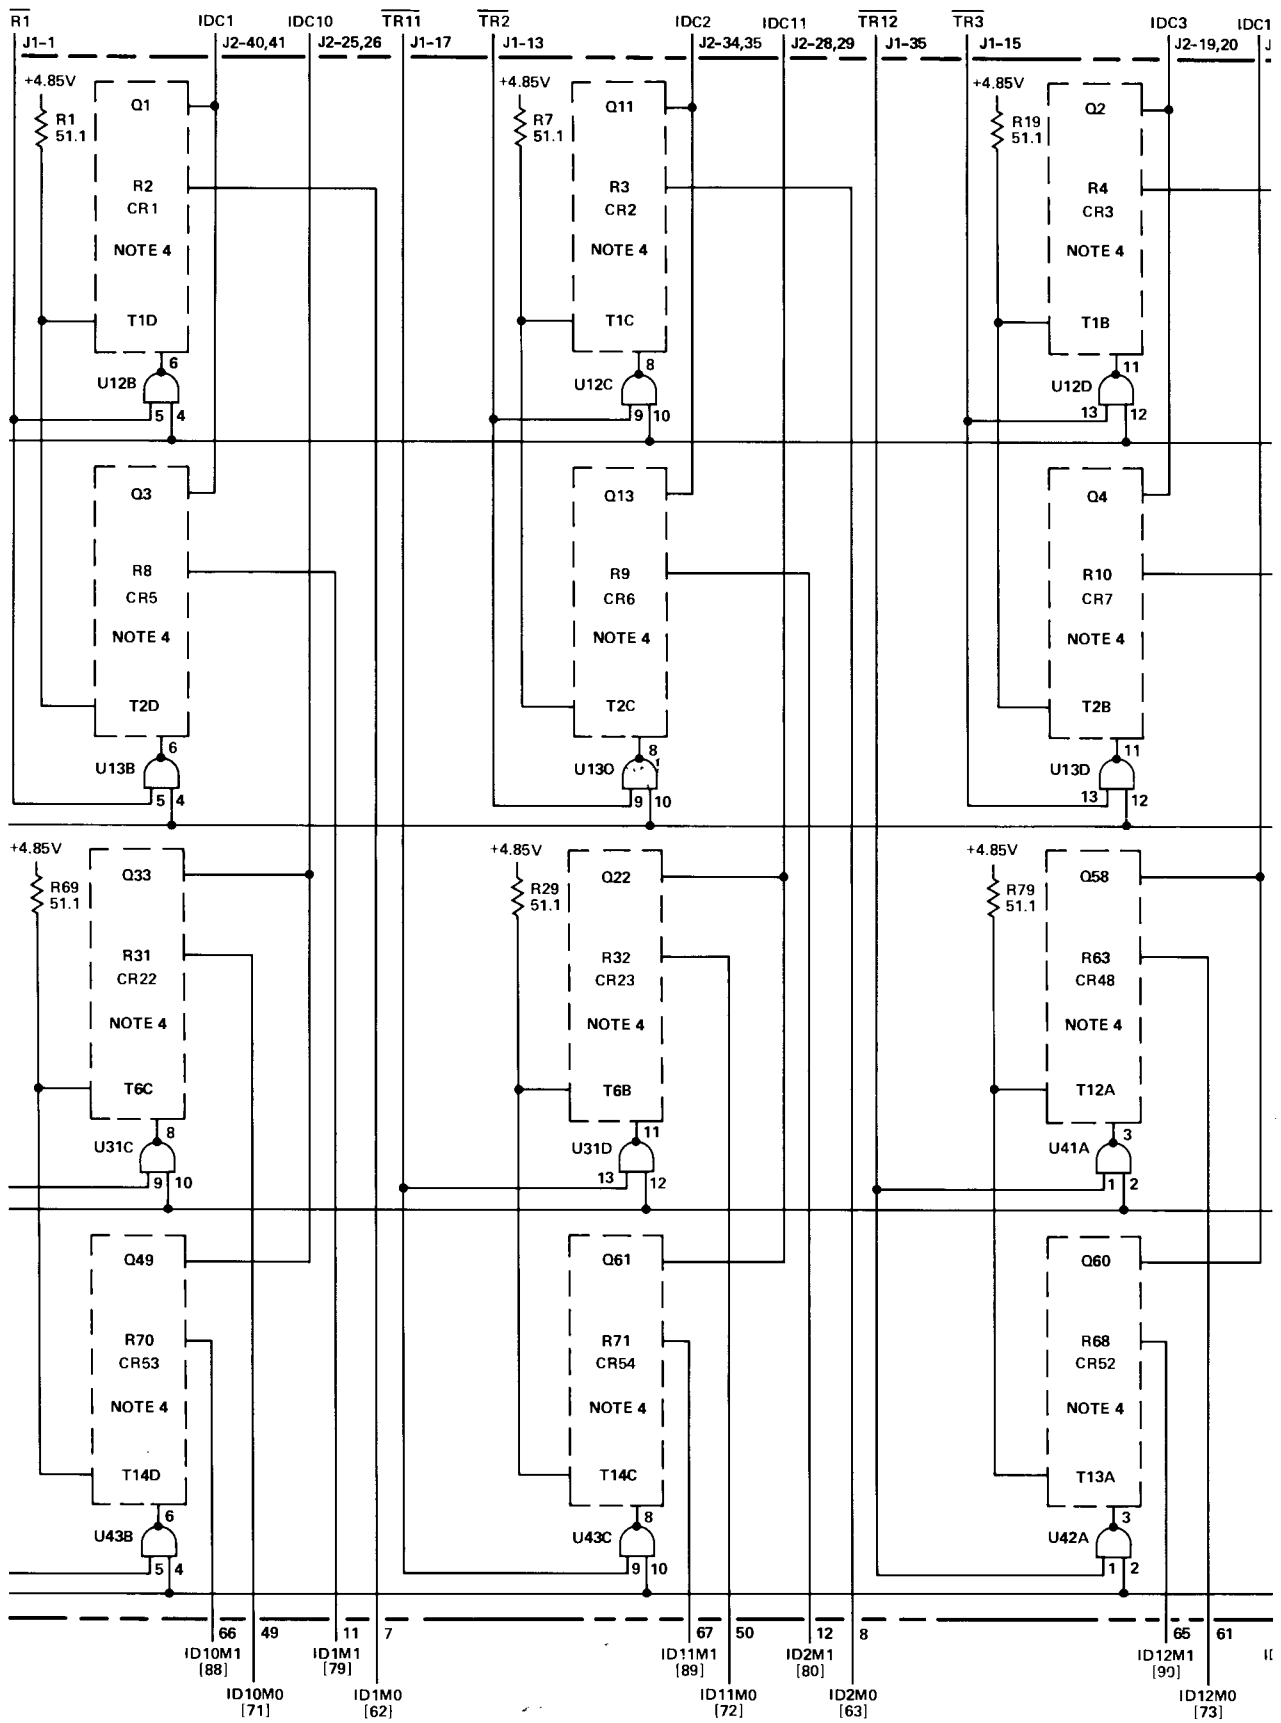 R1 IDC1 IDC10 TR11 TR2 IDC2 IDC11 TR12 TR3 IDC3 IDC1
J1-1 J2-40,41 J2-25,26 J1-17 J1-13 J2-34,35 J2-28,29 J1-35 J1-15 J2-19,20 J
+4.85V +4.85V +4.85V
Q1 Q11 Q2
R1 R7 R19
51.1 51.1 51.1
R2 R3 R4
CR1 CR2 CR3
NOTE 4 NOTE 4 NOTE 4
T1D T1C T1B
6 8 11
U12B U12C U12D
5 4 9 10 13 12
Q3 Q13 Q4
R8 R9 R10
CR5 CR6 CR7
NOTE 4 NOTE 4 NOTE 4
T2D T2C T2B
6 8 11
U13B U13O U13D
5 4 9 10 13 12
+4.85V +4.85V +4.85V
Q33 Q22 Q58
R69 R29 R79
51.1 51.1 51.1
R31 R32 R63
CR22 CR23 CR48
NOTE 4 NOTE 4 NOTE 4
T6C T6B T12A
8 11 3
U31C U31D U41A
9 10 13 12 1 2
Q49 Q61 Q60
R70 R71 R68
CR53 CR54 CR52
NOTE 4 NOTE 4 NOTE 4
T14D T14C T13A
6 8 3
U43B U43C U42A
5 4 9 10 1 2
66 49 11 7 67 50 12 8 65 61
ID10M1 ID1M1 ID11M1 ID2M1 ID12M1
[88] [79] [89] [80] [90]
ID10M0 ID1M0 ID11M0 ID2M0 ID12M0
[71] [62] [72] [63] [73]